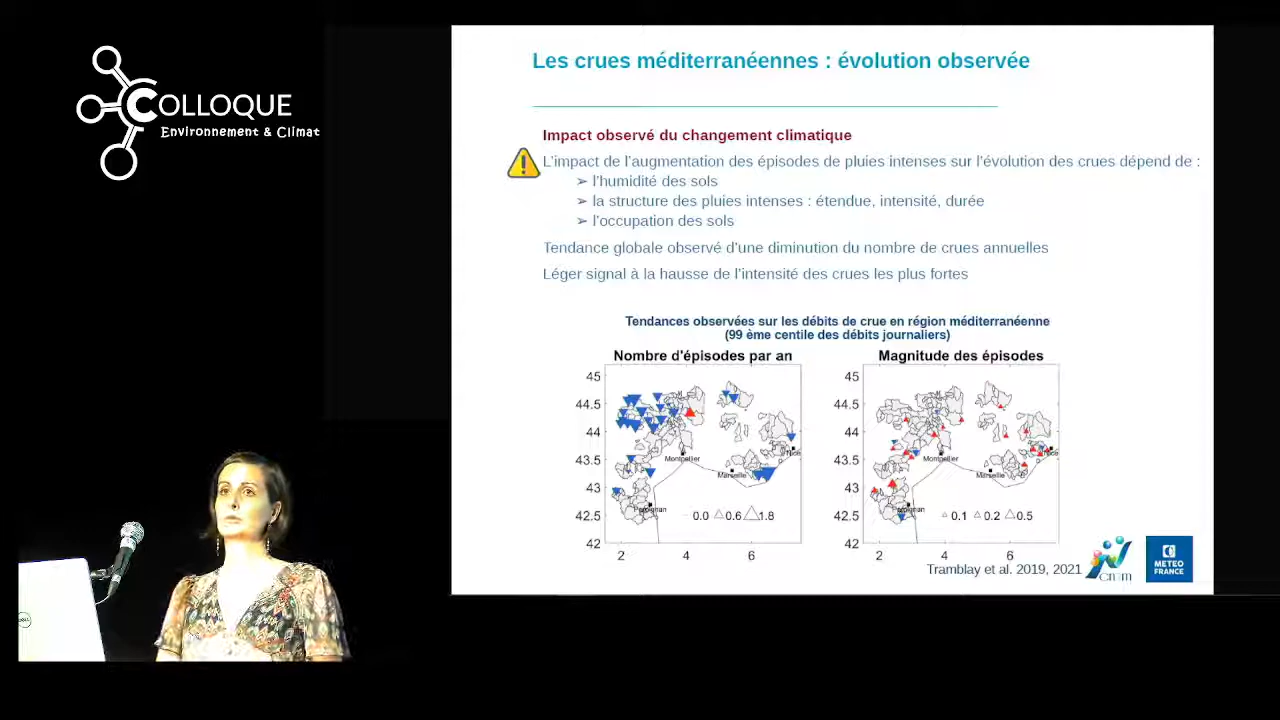 COLLOQUE
Environnement & Climat
Les crues méditerranéennes : évolution observée
Impact observé du changement climatique
L'impact de l'augmentation des épisodes de pluies intenses sur l'évolution des crues dépend de :
➢ l'humidité des sols
➢ la structure des pluies intenses : étendue, intensité, durée
➢ l'occupation des sols
Tendance globale observé d'une diminution du nombre de crues annuelles
Léger signal à la hausse de l'intensité des crues les plus fortes
Tendances observées sur les débits de crue en région méditerranéenne
(99 ème centile des débits journaliers)
Nombre d'épisodes par an
45
44.5
44
43.5
43
42.5
42
2 4 6
Montpellier
Marseille
Nice
Perpignan
0.0 0.6 1.8
Magnitude des épisodes
45
44.5
44
43.5
43
42.5
42
2 4 6
Montpellier
Marseille
Nice
Perpignan
0.1 0.2 0.5
Tramblay et al. 2019, 2021
cnrm
METEO
FRANCE
DELL